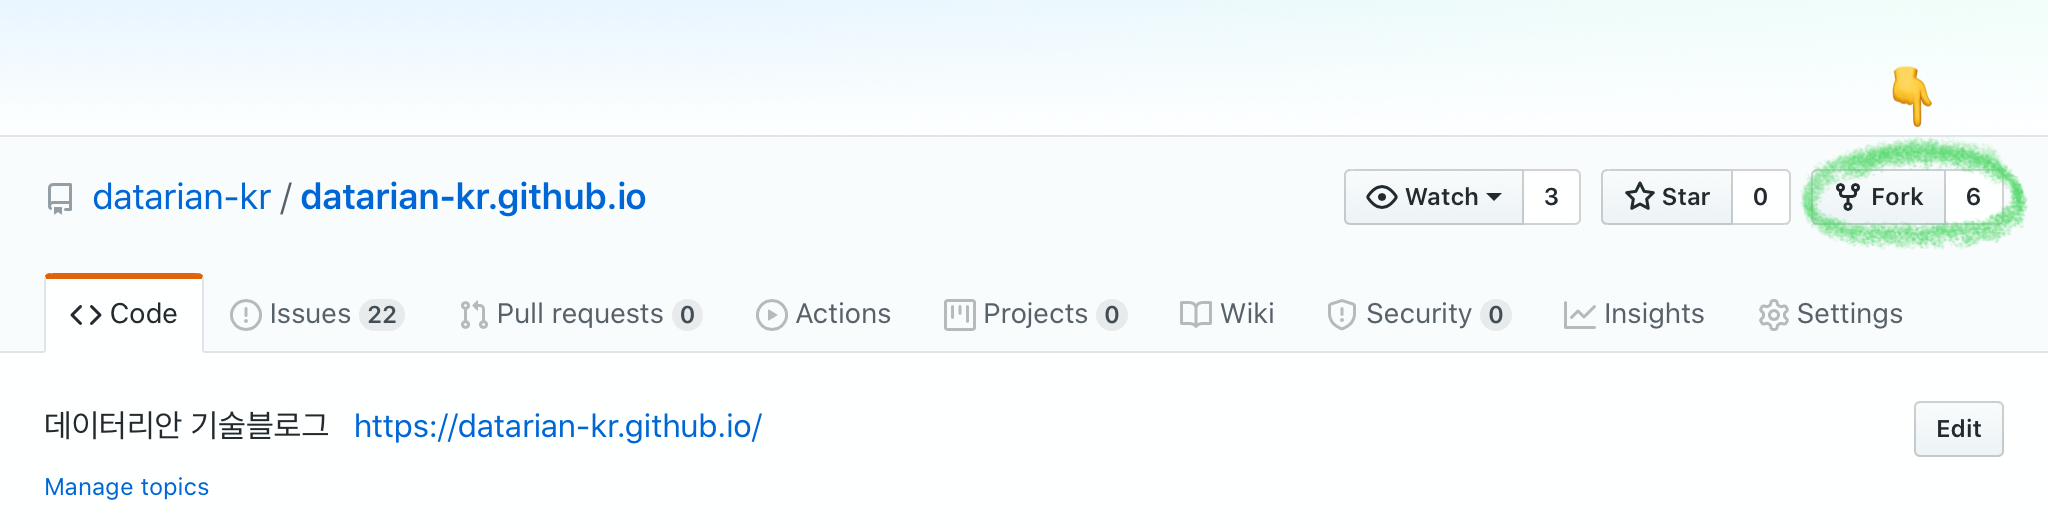 datarian-kr / datarian-kr.github.io
Watch 3 Star 0 Fork 6
Code Issues 22 Pull requests 0 Actions Projects 0 Wiki Security 0 Insights Settings
데이터리안 기술블로그 https://datarian-kr.github.io/
Edit
Manage topics